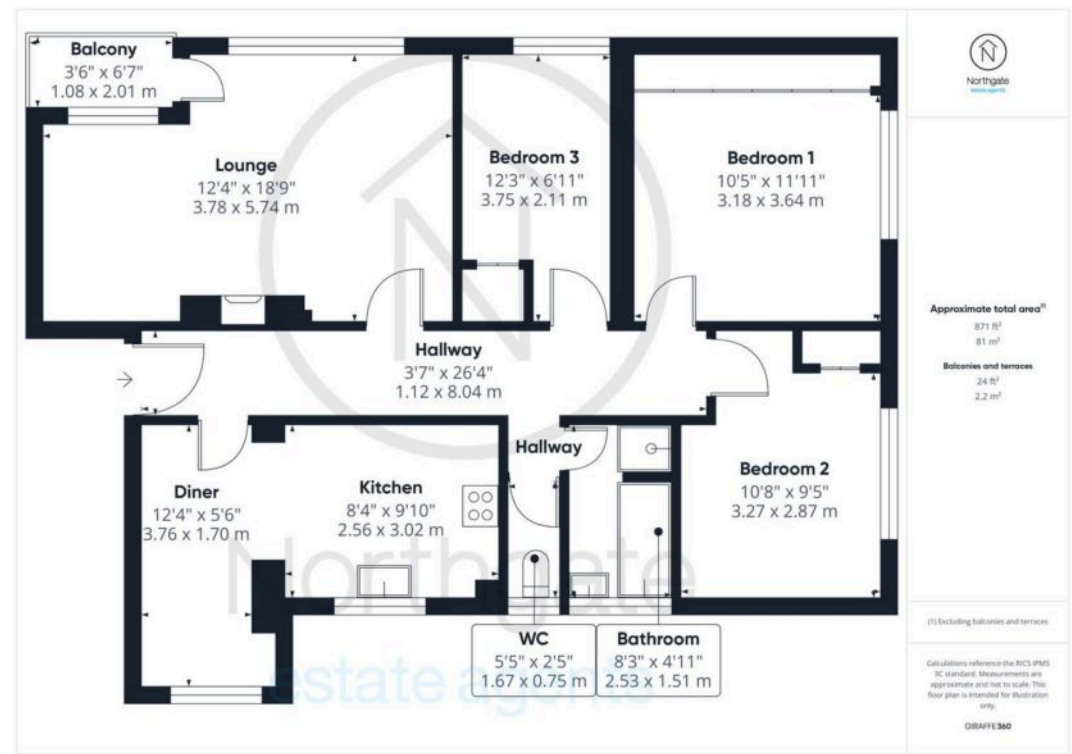 Balcony
3'6" x 6'7"
1.08 x 2.01 m
Lounge
12'4" x 18'9"
3.78 x 5.74 m
Bedroom 3
12'3" x 6'11"
3.75 x 2.11 m
Bedroom 1
10'5" x 11'11"
3.18 x 3.64 m
Hallway
3'7" x 26'4"
1.12 x 8.04 m
Hallway
Diner
12'4" x 5'6"
3.76 x 1.70 m
Kitchen
8'4" x 9'10"
2.56 x 3.02 m
Bedroom 2
10'8" x 9'5"
3.27 x 2.87 m
WC
5'5" x 2'5"
1.67 x 0.75 m
Bathroom
8'3" x 4'11"
2.53 x 1.51 m
Northgate
estate agents
Northgate
estate agents
Approximate total area⁽¹⁾
871 ft²
81 m²
Balconies and terraces
24 ft²
2.2 m²
(1) Excluding balconies and terraces
Calculations reference the RICS IPMS
3C standard. Measurements are
approximate and not to scale. This
floor plan is intended for illustration
only.
GIRAFFE360